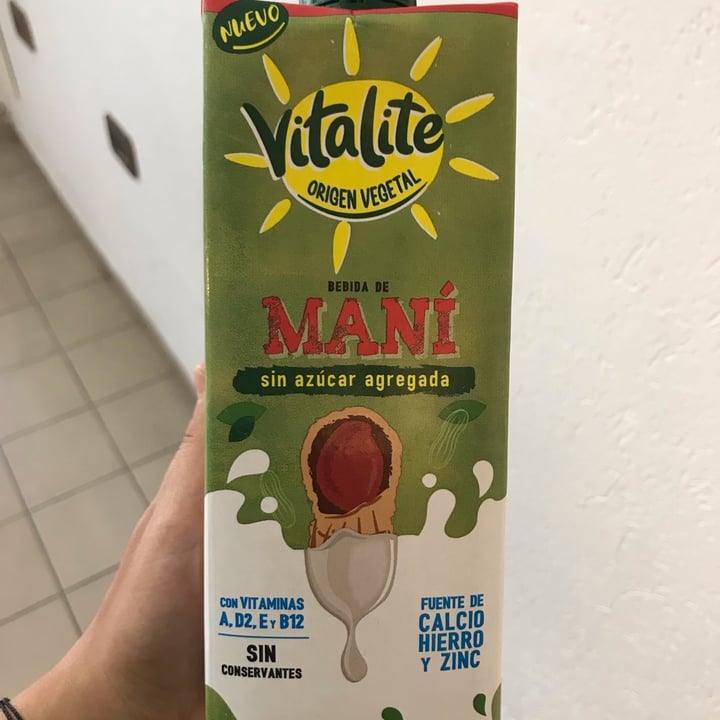 NUEVO
Vitalite
ORIGEN VEGETAL
BEBIDA DE
MANÍ
sin azúcar agregada
CON VITAMINAS
A, D2, E Y B12
SIN
CONSERVANTES
FUENTE DE
CALCIO
HIERRO
Y ZINC